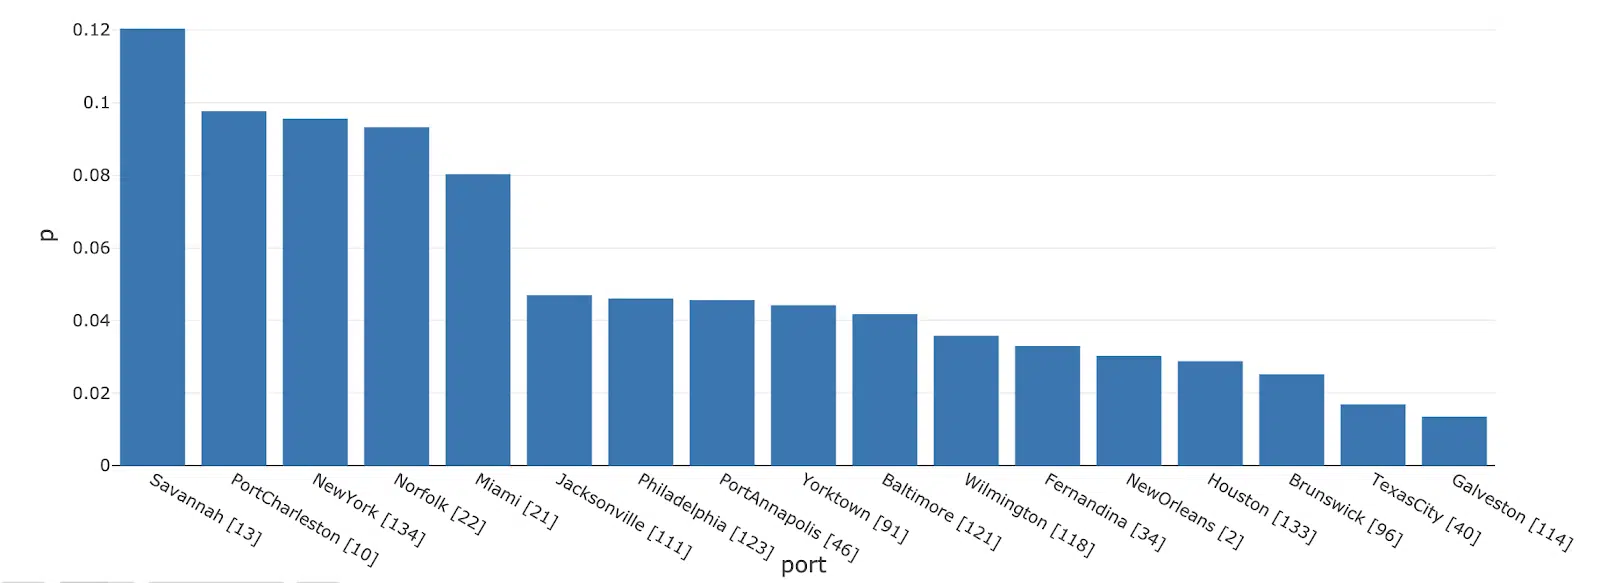 0.12
0.1
0.08
0.06
0.04
0.02
0
p
Savannah [13]
PortCharleston [10]
NewYork [134]
Norfolk [22]
Miami [21]
Jacksonville [111]
Philadelphia [123]
PortAnnapolis [46]
Yorktown [91]
Baltimore [121]
Wilmington [118]
Fernandina [34]
NewOrleans [2]
Houston [133]
Brunswick [96]
TexasCity [40]
Galveston [114]
port